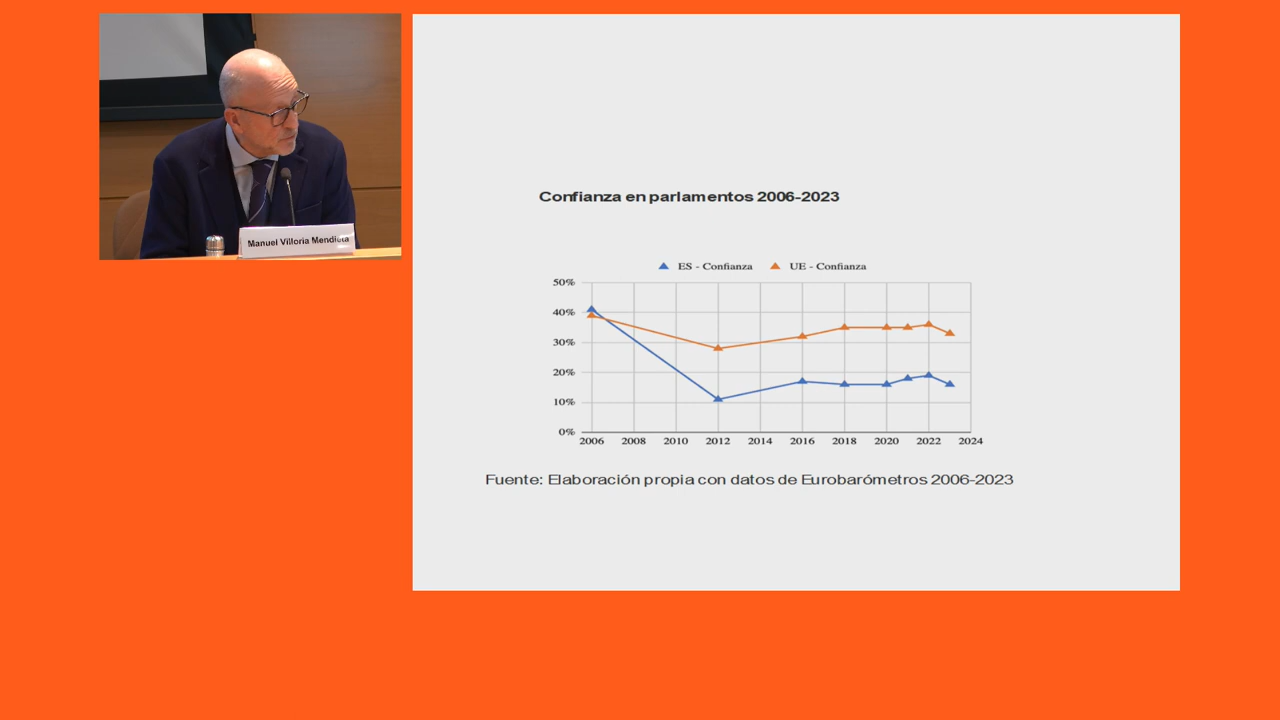 Manuel Villoria Mendieta
Confianza en parlamentos 2006-2023
ES - Confianza UE - Confianza
50%
40%
30%
20%
10%
0%
2006 2008 2010 2012 2014 2016 2018 2020 2022 2024
Fuente: Elaboración propia con datos de Eurobarómetros 2006-2023